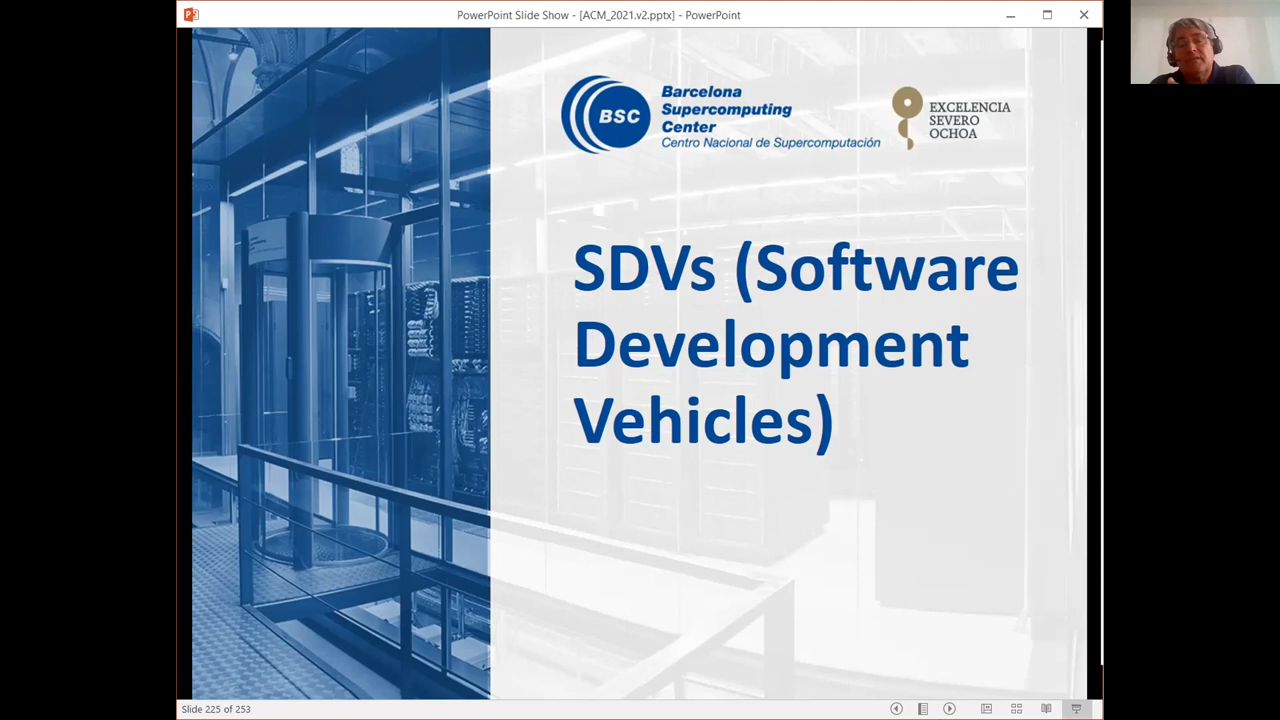 PowerPoint Slide Show - [ACM_2021.v2.pptx] - PowerPoint
Barcelona
Supercomputing
Center
Centro Nacional de Supercomputación
BSC
EXCELENCIA
SEVERO
OCHOA
SDVs (Software
Development
Vehicles)
Slide 225 of 253